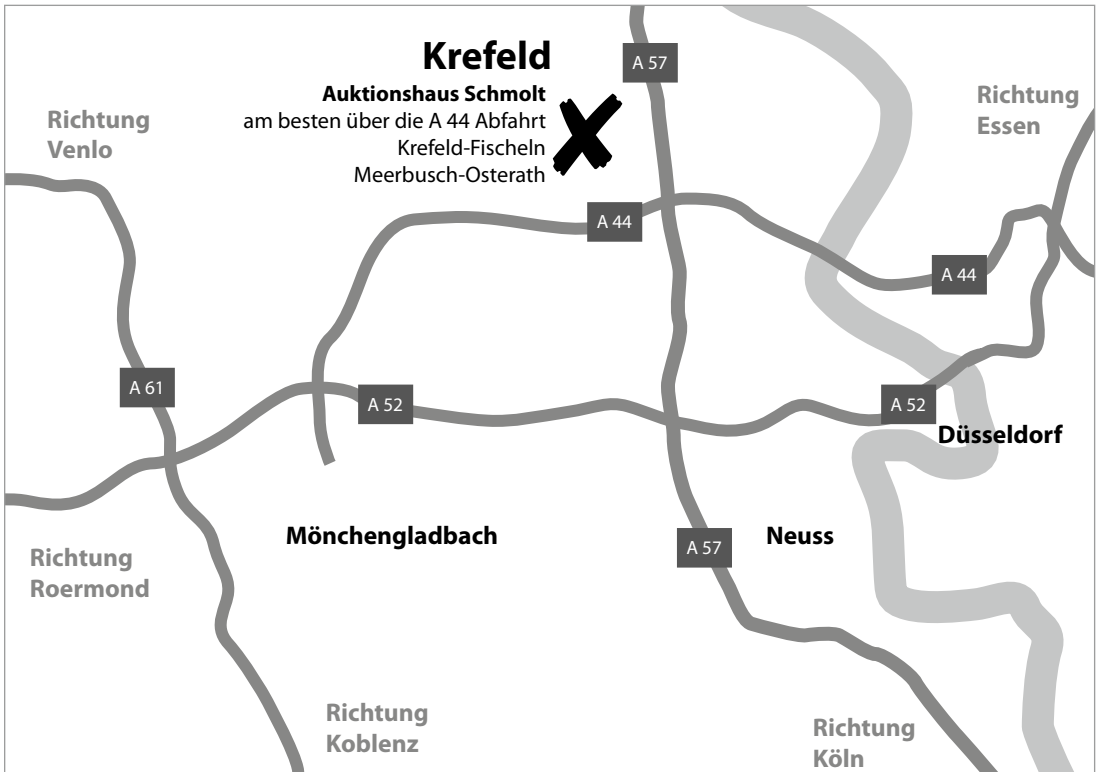 Krefeld
A 57
Auktionshaus Schmolt
am besten über die A 44 Abfahrt
Krefeld-Fischeln
Meerbusch-Osterath
Richtung
Essen
Richtung
Venlo
A 44
A 44
A 61
A 52
A 52
Düsseldorf
Mönchengladbach
Neuss
A 57
Richtung
Roermond
Richtung
Koblenz
Richtung
Köln